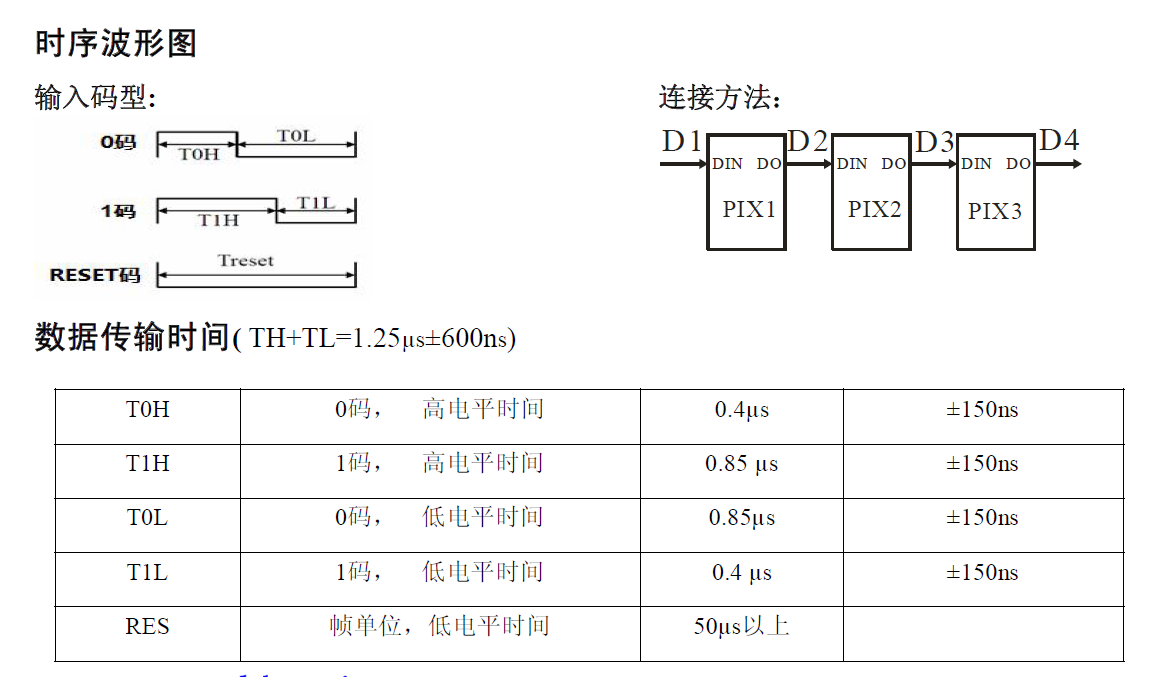 时序波形图
输入码型:
0码
T0H
T0L
1码
T1H
T1L
RESET码
Treset
连接方法:
D1
D2
D3
D4
DIN DO
DIN DO
DIN DO
PIX1
PIX2
PIX3
数据传输时间( TH+TL=1.25μs±600ns)
T0H 0码, 高电平时间 0.4μs ±150ns
T1H 1码, 高电平时间 0.85 μs ±150ns
T0L 0码, 低电平时间 0.85μs ±150ns
T1L 1码, 低电平时间 0.4 μs ±150ns
RES 帧单位,低电平时间 50μs以上